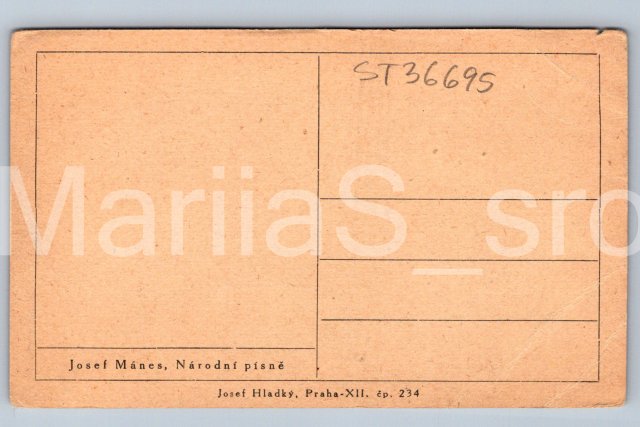 ST36695
MariiaS_sro
Josef Mánes, Národní písně
Josef Hladký, Praha-XII, čp. 234